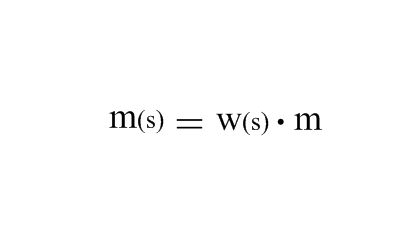 m(s) = w(s) • m